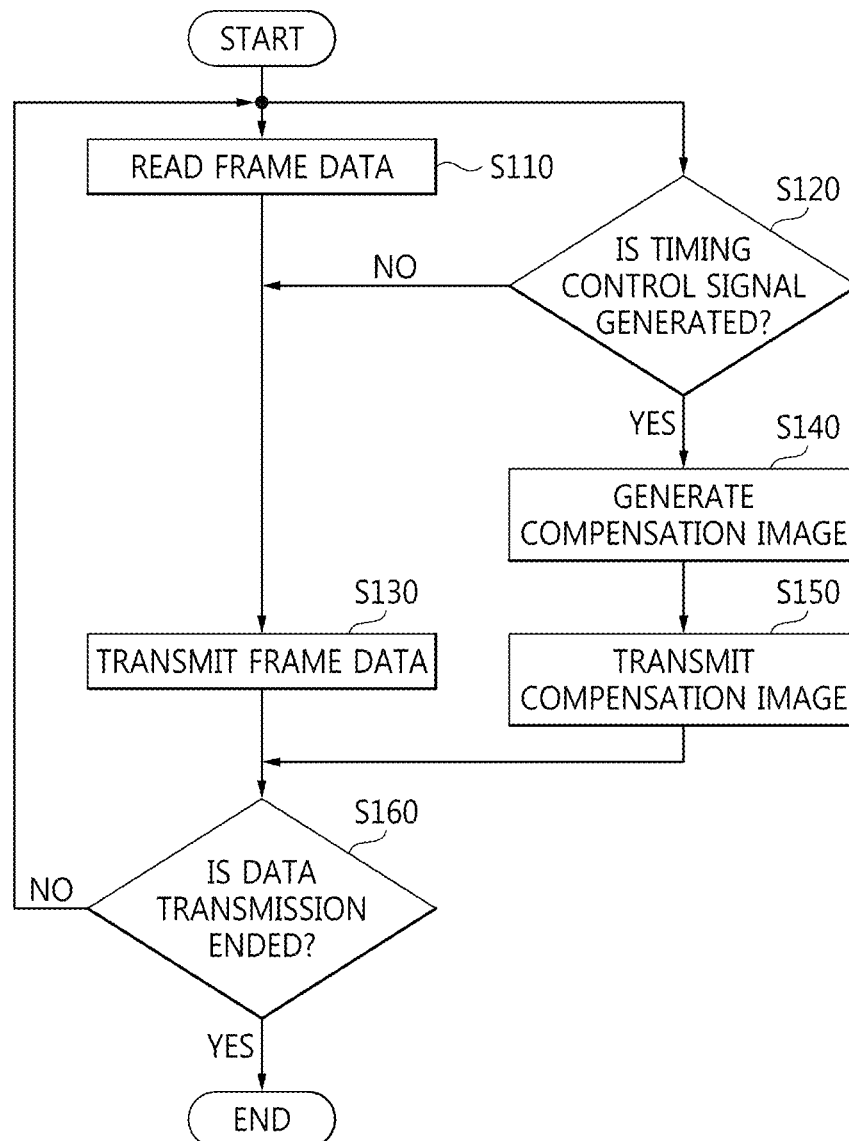 START
READ FRAME DATA
S110
S120
IS TIMING
CONTROL SIGNAL
GENERATED?
NO
YES
S140
GENERATE
COMPENSATION IMAGE
S130
TRANSMIT FRAME DATA
S150
TRANSMIT
COMPENSATION IMAGE
S160
IS DATA
TRANSMISSION
ENDED?
NO
YES
END